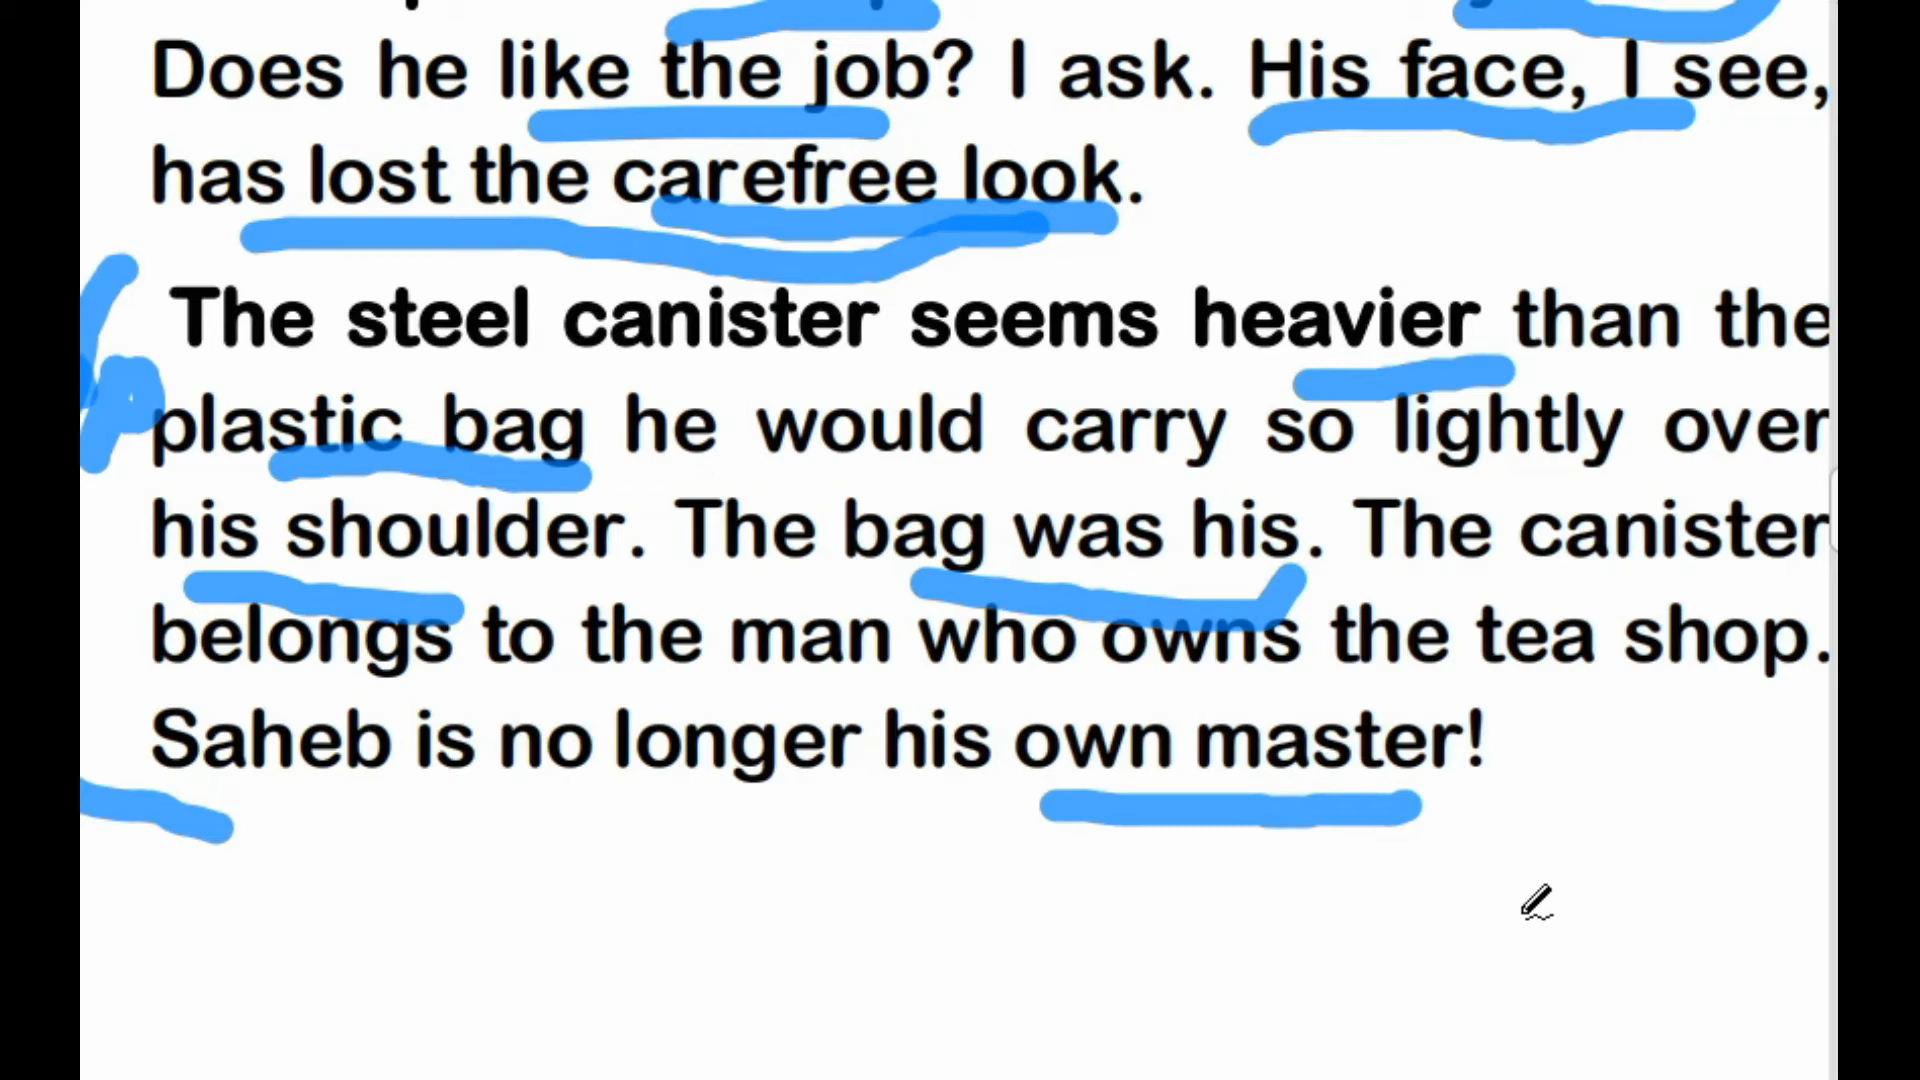 Does he like the job? I ask. His face, I see,
has lost the carefree look.
The steel canister seems heavier than the
plastic bag he would carry so lightly over
his shoulder. The bag was his. The canister
belongs to the man who owns the tea shop.
Saheb is no longer his own master!